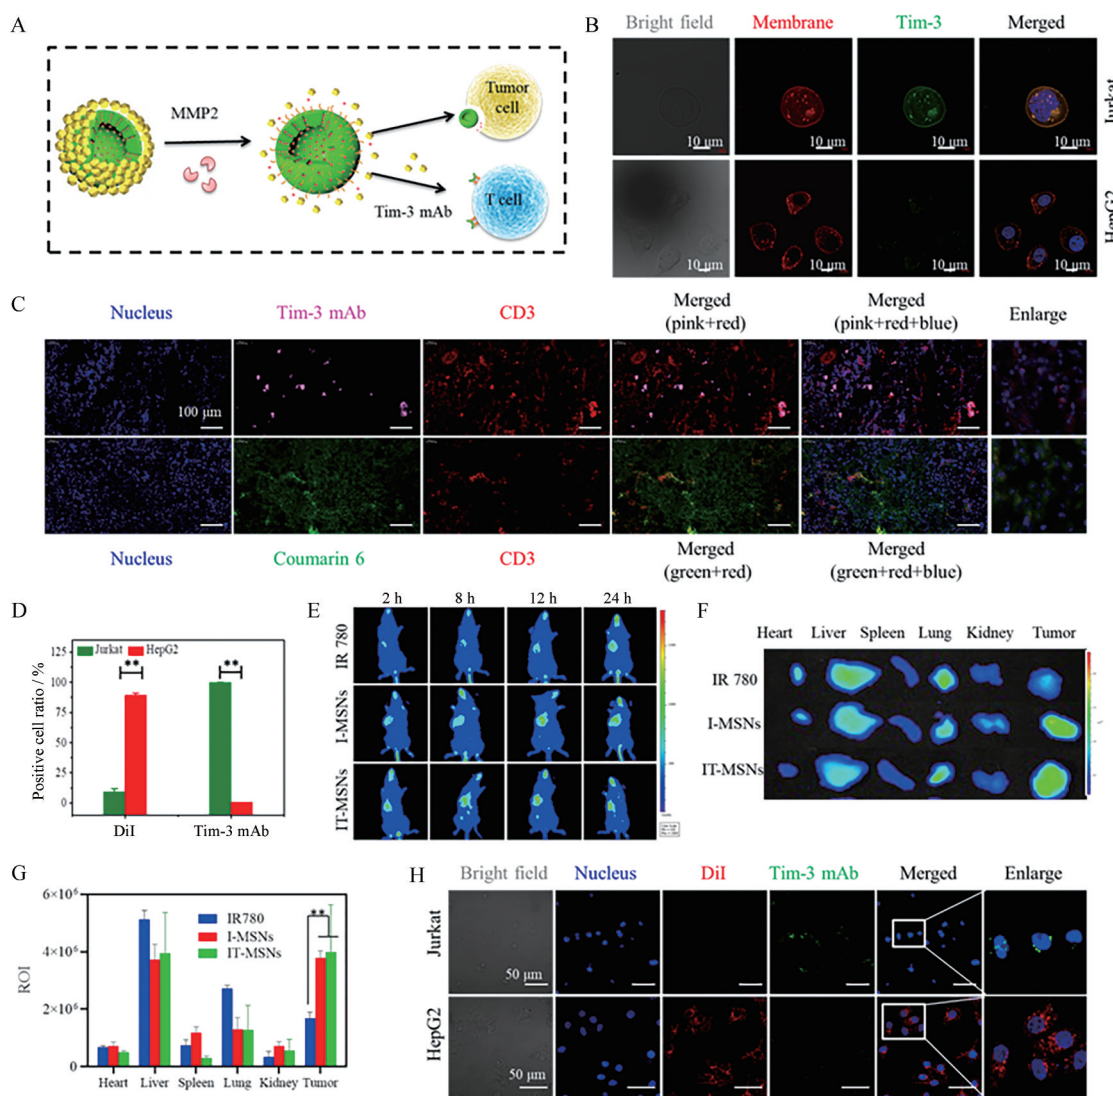 A
MMP2
Tumor
cell
T cell
Tim-3 mAb
B
Bright field Membrane Tim-3 Merged
Jurkat
10 μm 10 μm 10 μm 10 μm
HepG2
10 μm 10 μm 10 μm 10 μm
C
Nucleus Tim-3 mAb CD3 Merged (pink+red) Merged (pink+red+blue) Enlarge
100 μm
Nucleus Coumarin 6 CD3 Merged (green+red) Merged (green+red+blue)
D
Jurkat HepG2
** **
Positive cell ratio / %
125
100
75
50
25
0
DiI Tim-3 mAb
E
2 h 8 h 12 h 24 h
IR 780
I-MSNs
IT-MSNs
F
Heart Liver Spleen Lung Kidney Tumor
IR 780
I-MSNs
IT-MSNs
G
ROI
6×10⁶
4×10⁶
2×10⁶
0
IR780
I-MSNs
IT-MSNs
**
Heart Liver Spleen Lung Kidney Tumor
H
Bright field Nucleus DiI Tim-3 mAb Merged Enlarge
Jurkat
50 μm
HepG2
50 μm